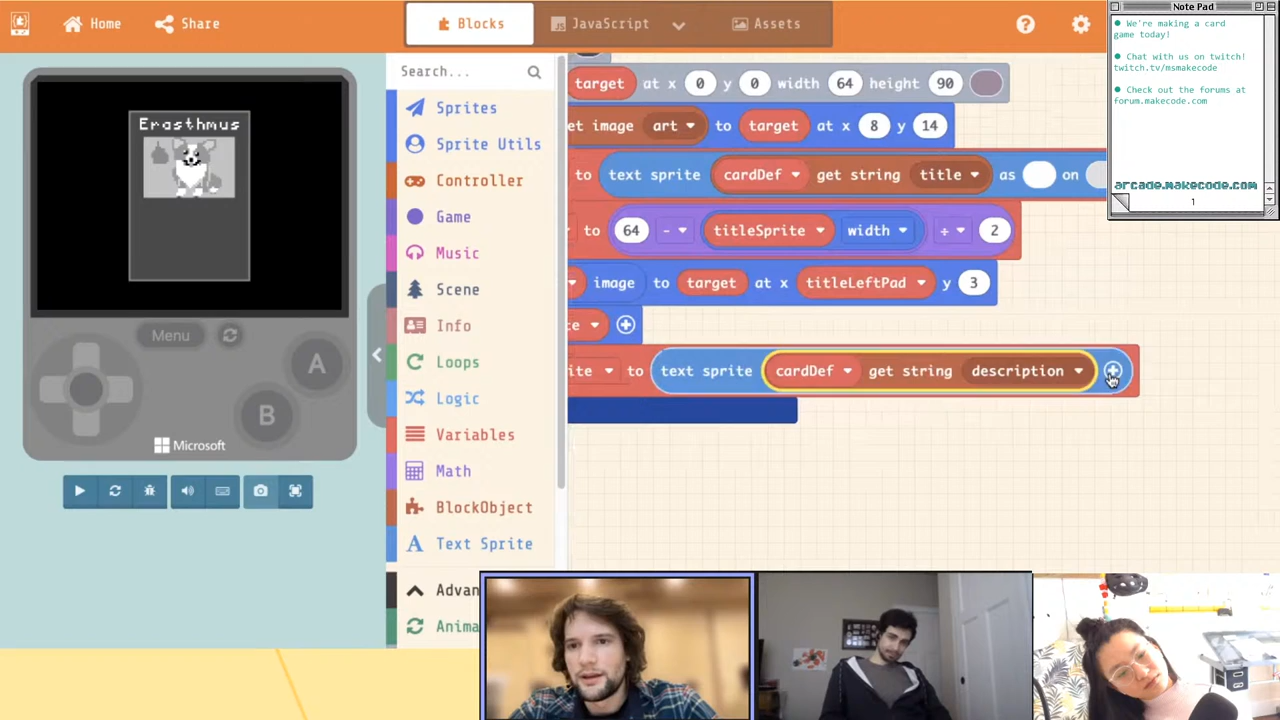 Home
Share
Blocks
JavaScript
Assets
Note Pad
We're making a card
game today!
Chat with us on twitch!
twitch.tv/msmakecode
Check out the forums at
forum.makecode.com
arcade.makecode.com
1
Erasthmus
Menu
A
B
Microsoft
Search...
Sprites
Sprite Utils
Controller
Game
Music
Scene
Info
Loops
Logic
Variables
Math
BlockObject
A Text Sprite
Advan
Anima
target at x 0 y 0 width 64 height 90
et image art to target at x 8 y 14
to text sprite cardDef get string title as on
to 64 - titleSprite width ÷ 2
image to target at x titleLeftPad y 3
te
ite to text sprite cardDef get string description